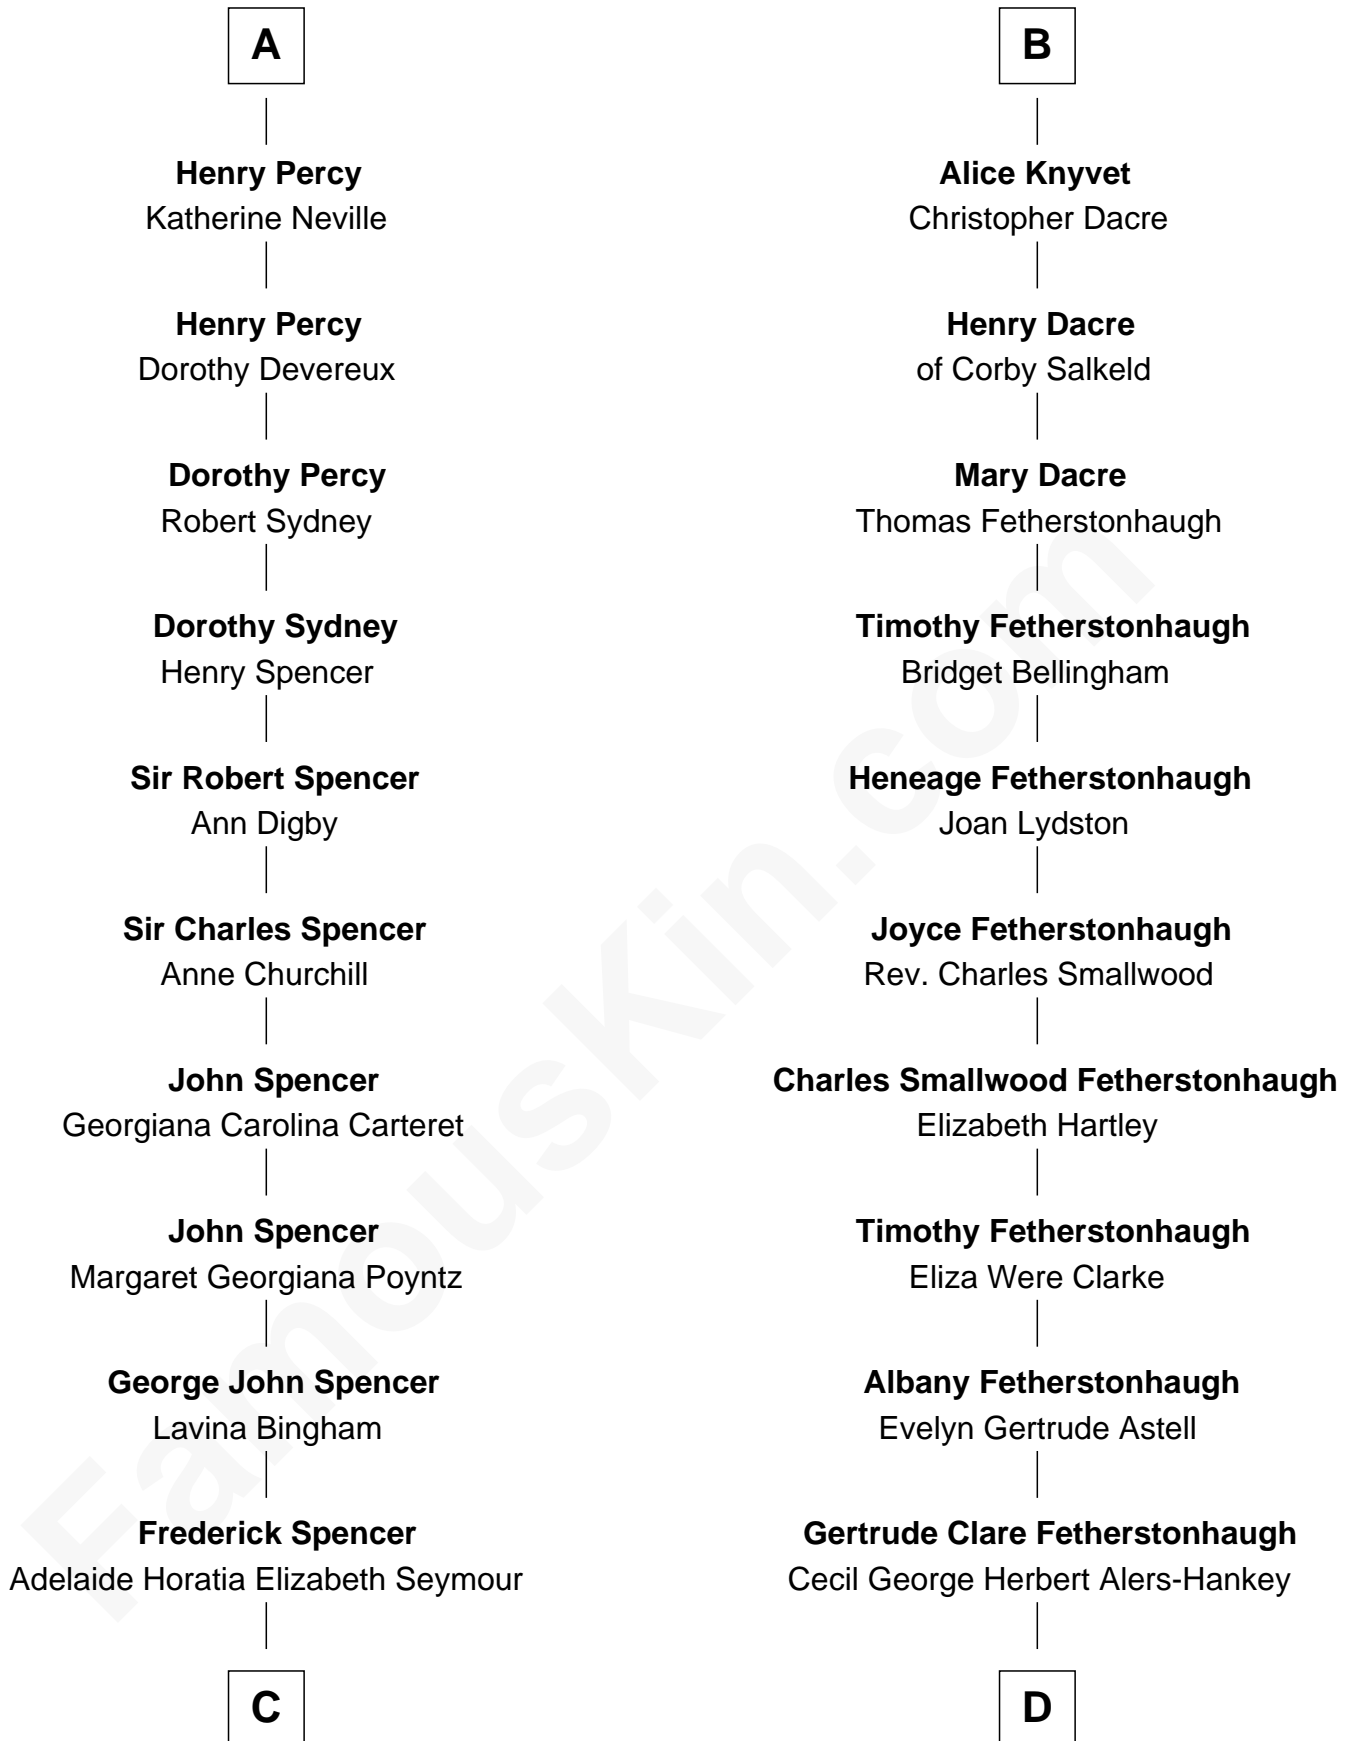 A
Henry Percy
Katherine Neville
Henry Percy
Dorothy Devereux
Dorothy Percy
Robert Sydney
Dorothy Sydney
Henry Spencer
Sir Robert Spencer
Ann Digby
Sir Charles Spencer
Anne Churchill
John Spencer
Georgiana Carolina Carteret
John Spencer
Margaret Georgiana Poyntz
George John Spencer
Lavina Bingham
Frederick Spencer
Adelaide Horatia Elizabeth Seymour
C
B
Alice Knyvet
Christopher Dacre
Henry Dacre
of Corby Salkeld
Mary Dacre
Thomas Fetherstonhaugh
Timothy Fetherstonhaugh
Bridget Bellingham
Heneage Fetherstonhaugh
Joan Lydston
Joyce Fetherstonhaugh
Rev. Charles Smallwood
Charles Smallwood Fetherstonhaugh
Elizabeth Hartley
Timothy Fetherstonhaugh
Eliza Were Clarke
Albany Fetherstonhaugh
Evelyn Gertrude Astell
Gertrude Clare Fetherstonhaugh
Cecil George Herbert Alers-Hankey
D
FamousKin.com